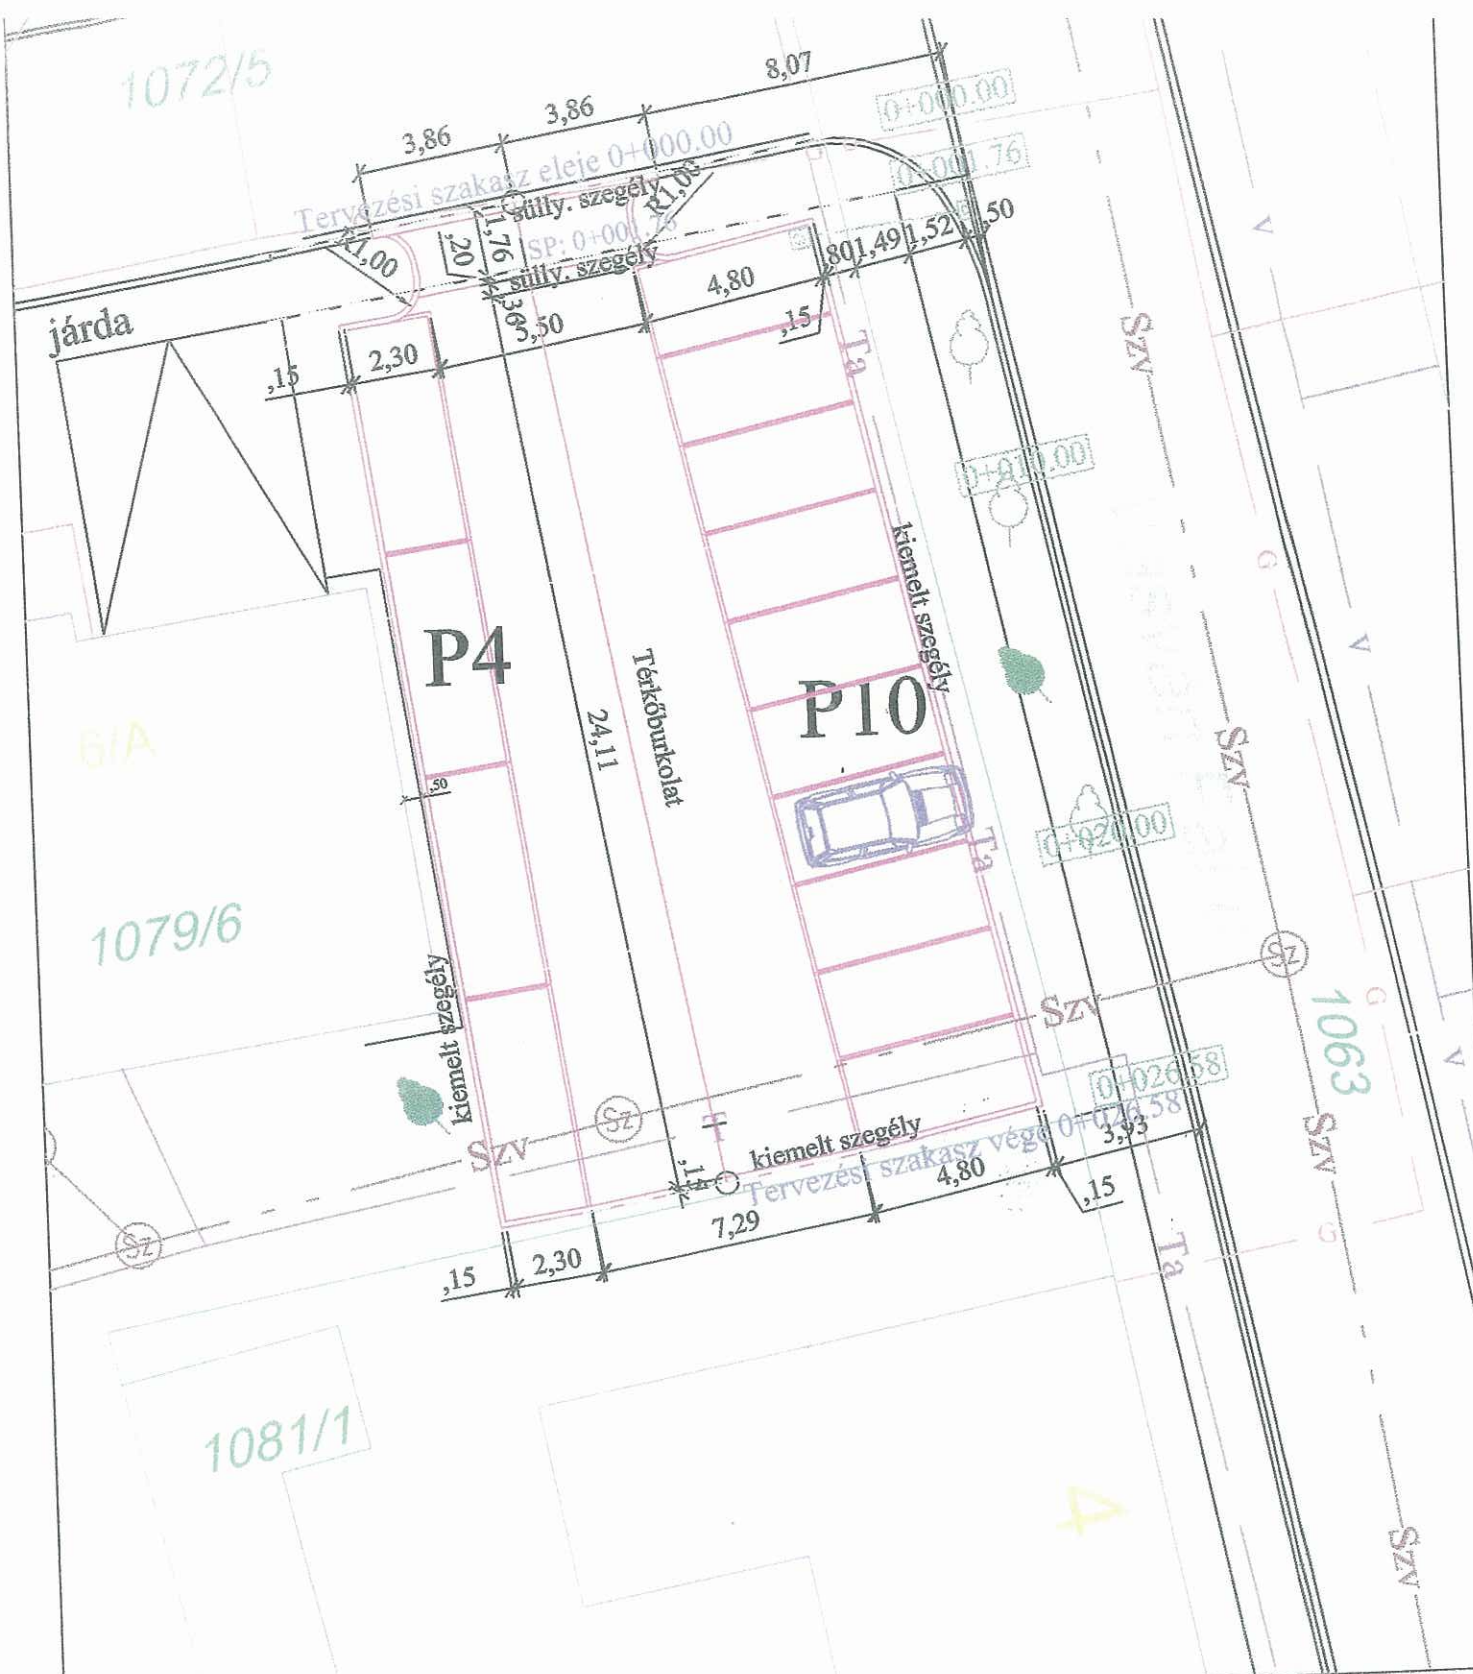 1072/5
8,07
3,86
3,86
0+000.00
Tervezési szakasz eleje 0+000.00
0+001.76
sülly. szegély
R1,00
1,76
,20
SP: 0+001.76
sülly. szegély
R1,00
,36
,80
1,49
1,52
,50
járda
4,80
5,50
,15
2,30
,15
Ta
Szv
V
0+010.00
G
V
kiemelt szegély
P4
P10
Térkőburkolat
24,11
6/A
,50
Szv
0+020.00
Ta
1079/6
kiemelt szegély
Sz
Szv
G
1063
V
0+026.58
Sz
T
Szv
kiemelt szegély
Tervezési szakasz vége 0+026.58
3,93
Szv
Sz
4,80
,15
7,29
2,30
,15
Ta
G
1081/1
4
Szv